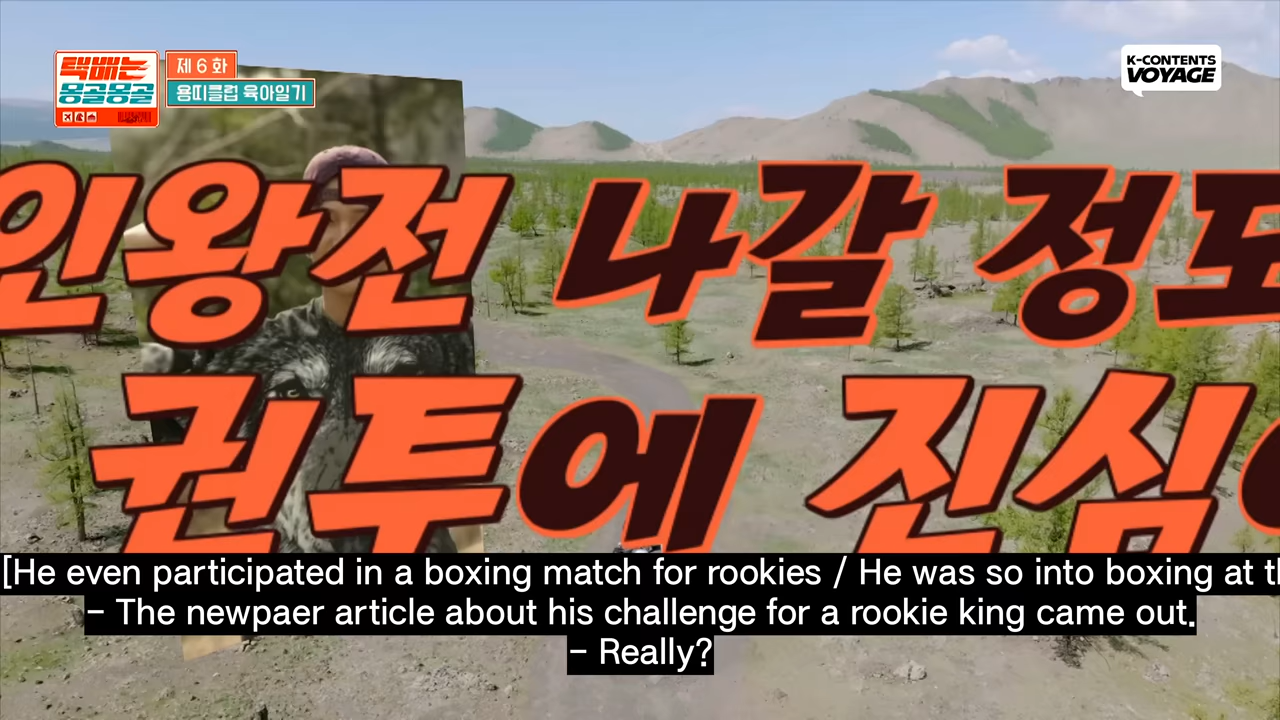 택배는
몽골몽골
제 6 화
용띠클럽 육아일기
K-CONTENTS
VOYAGE
인왕전 나갈 정도
권투에 진심
[He even participated in a boxing match for rookies / He was so into boxing at th
– The newpaer article about his challenge for a rookie king came out.
– Really?